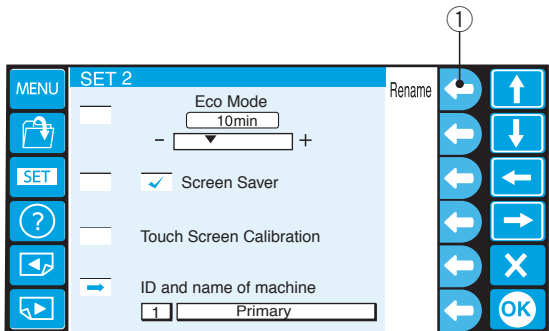 1
MENU
SET 2
Rename
Eco Mode
10min
- +
SET
Screen Saver
?
Touch Screen Calibration
ID and name of machine
1 Primary
OK